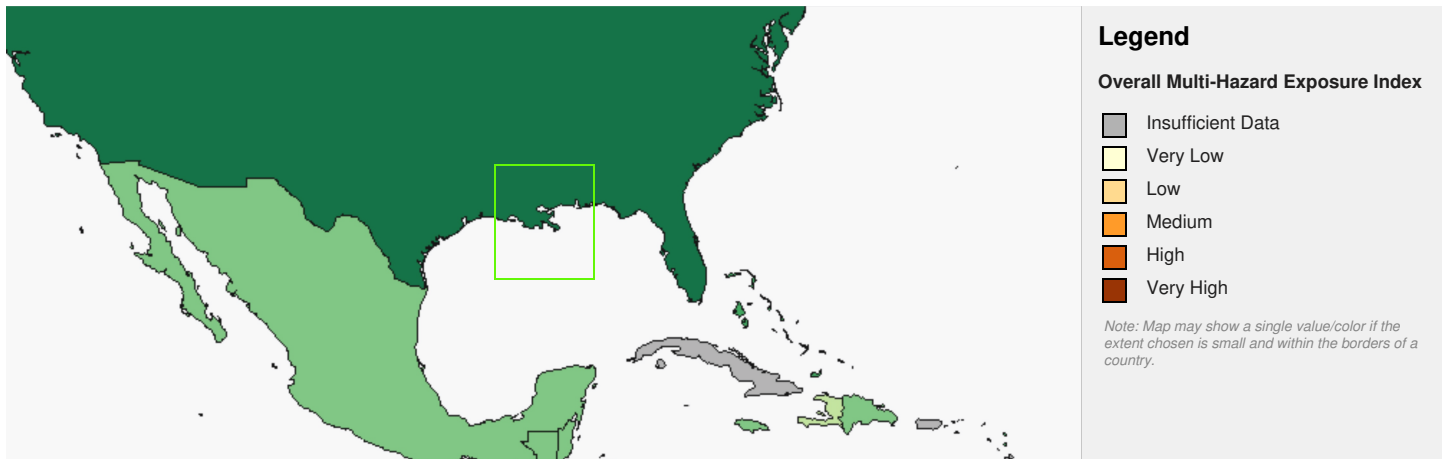 Legend
Overall Multi-Hazard Exposure Index
Insufficient Data
Very Low
Low
Medium
High
Very High
Note: Map may show a single value/color if the
extent chosen is small and within the borders of a
country.